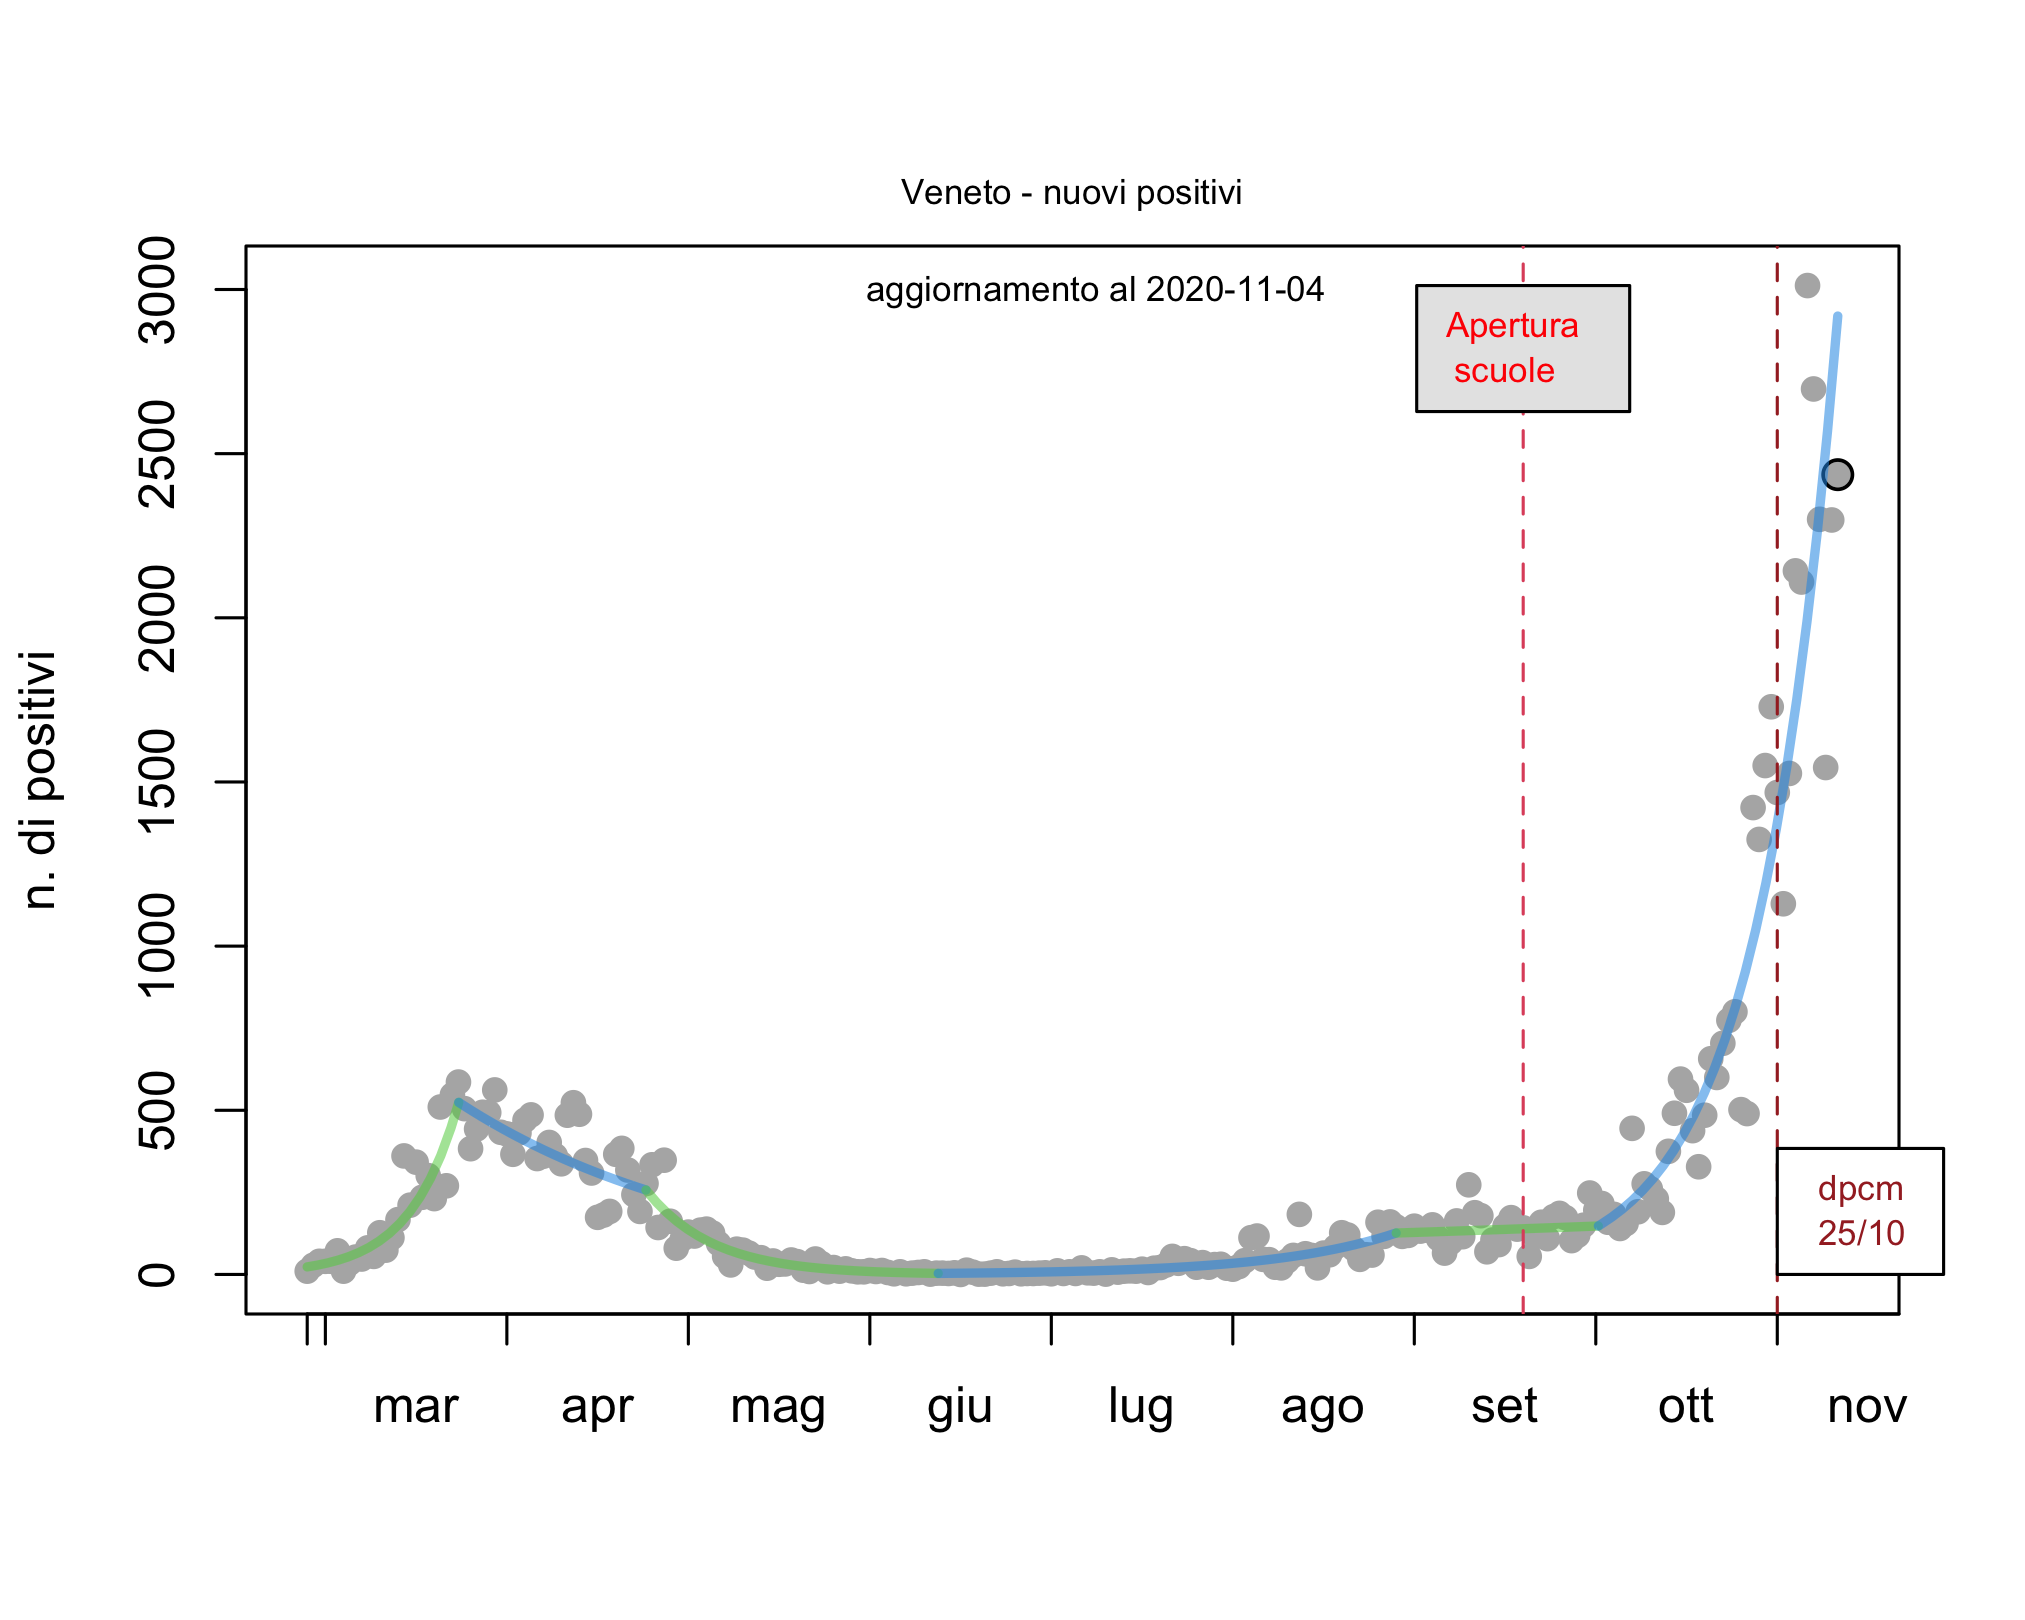 Veneto - nuovi positivi
aggiornamento al 2020-11-04
Apertura
scuole
n. di positivi
3000
2500
2000
1500
1000
500
0
dpcm
25/10
mar apr mag giu lug ago set ott nov